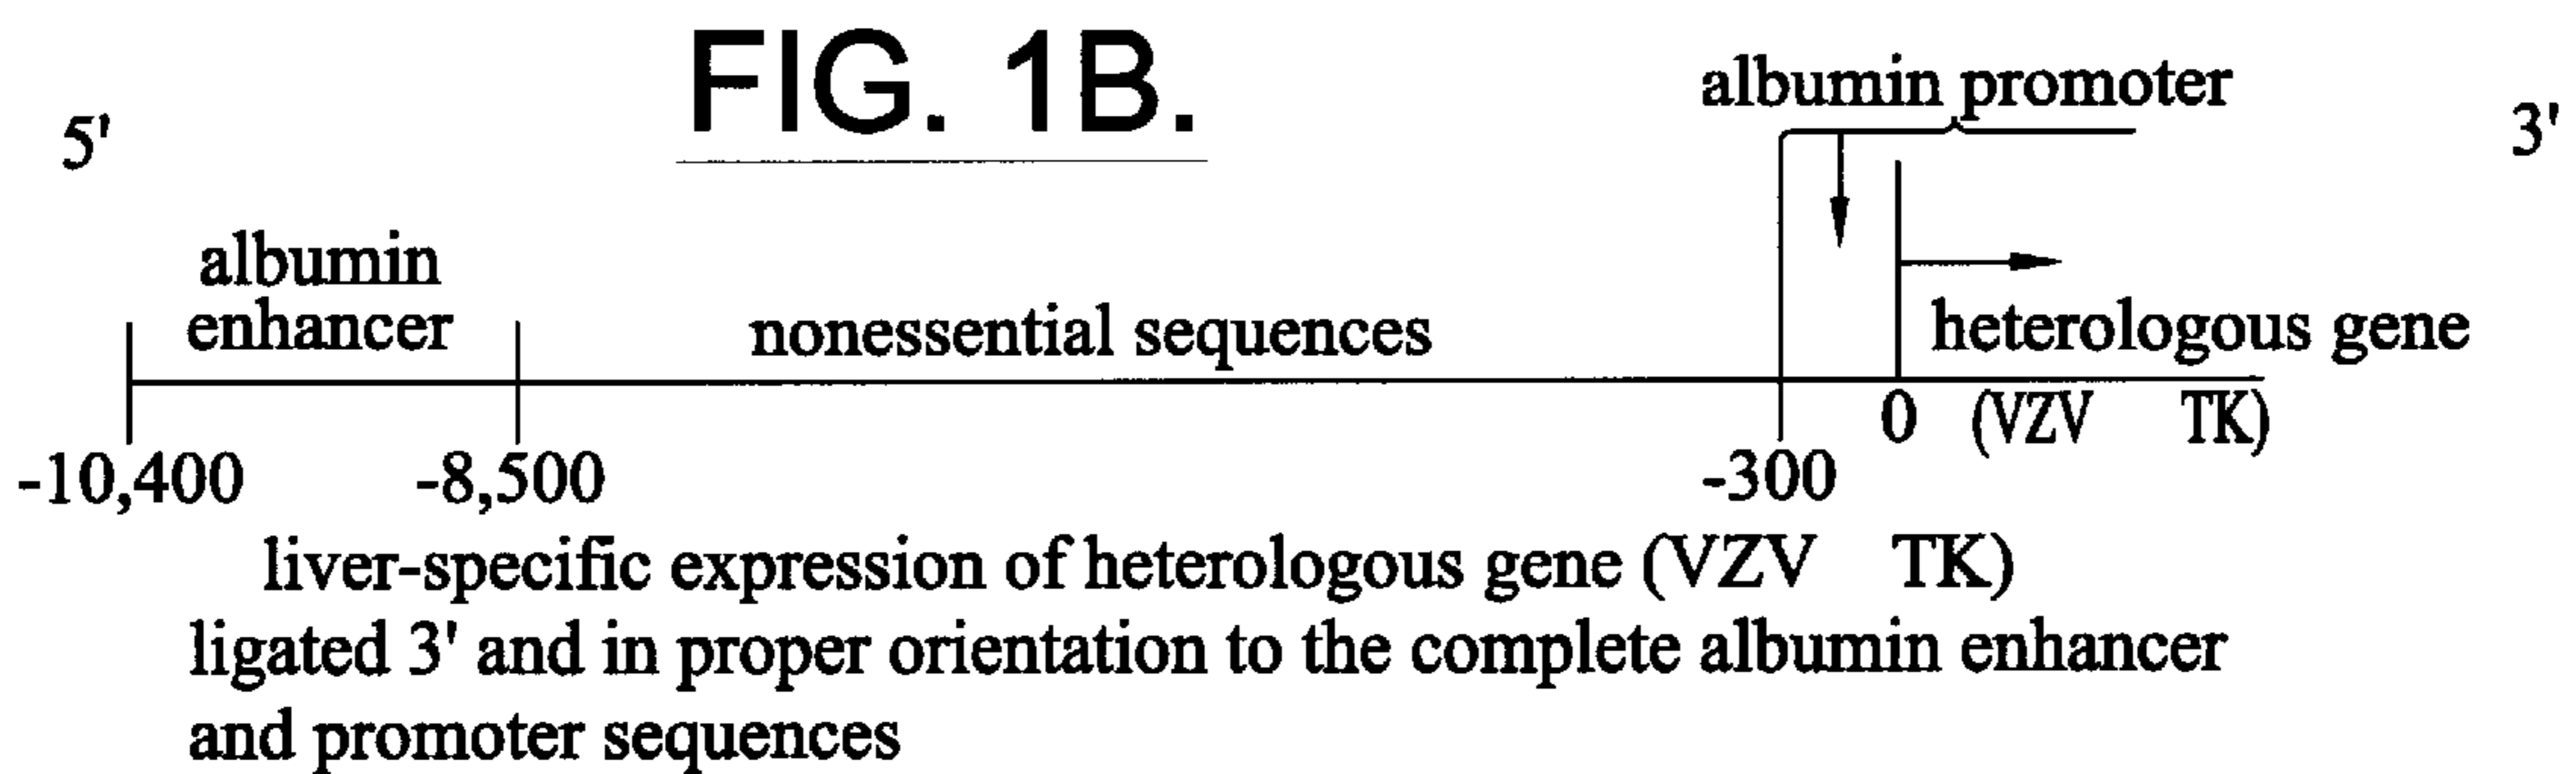 FIG. 1B.
albumin promoter
5'
3'
albumin
enhancer
nonessential sequences
heterologous gene
0
(VZV TK)
-10,400
-8,500
-300
liver-specific expression of heterologous gene (VZV TK)
ligated 3' and in proper orientation to the complete albumin enhancer
and promoter sequences